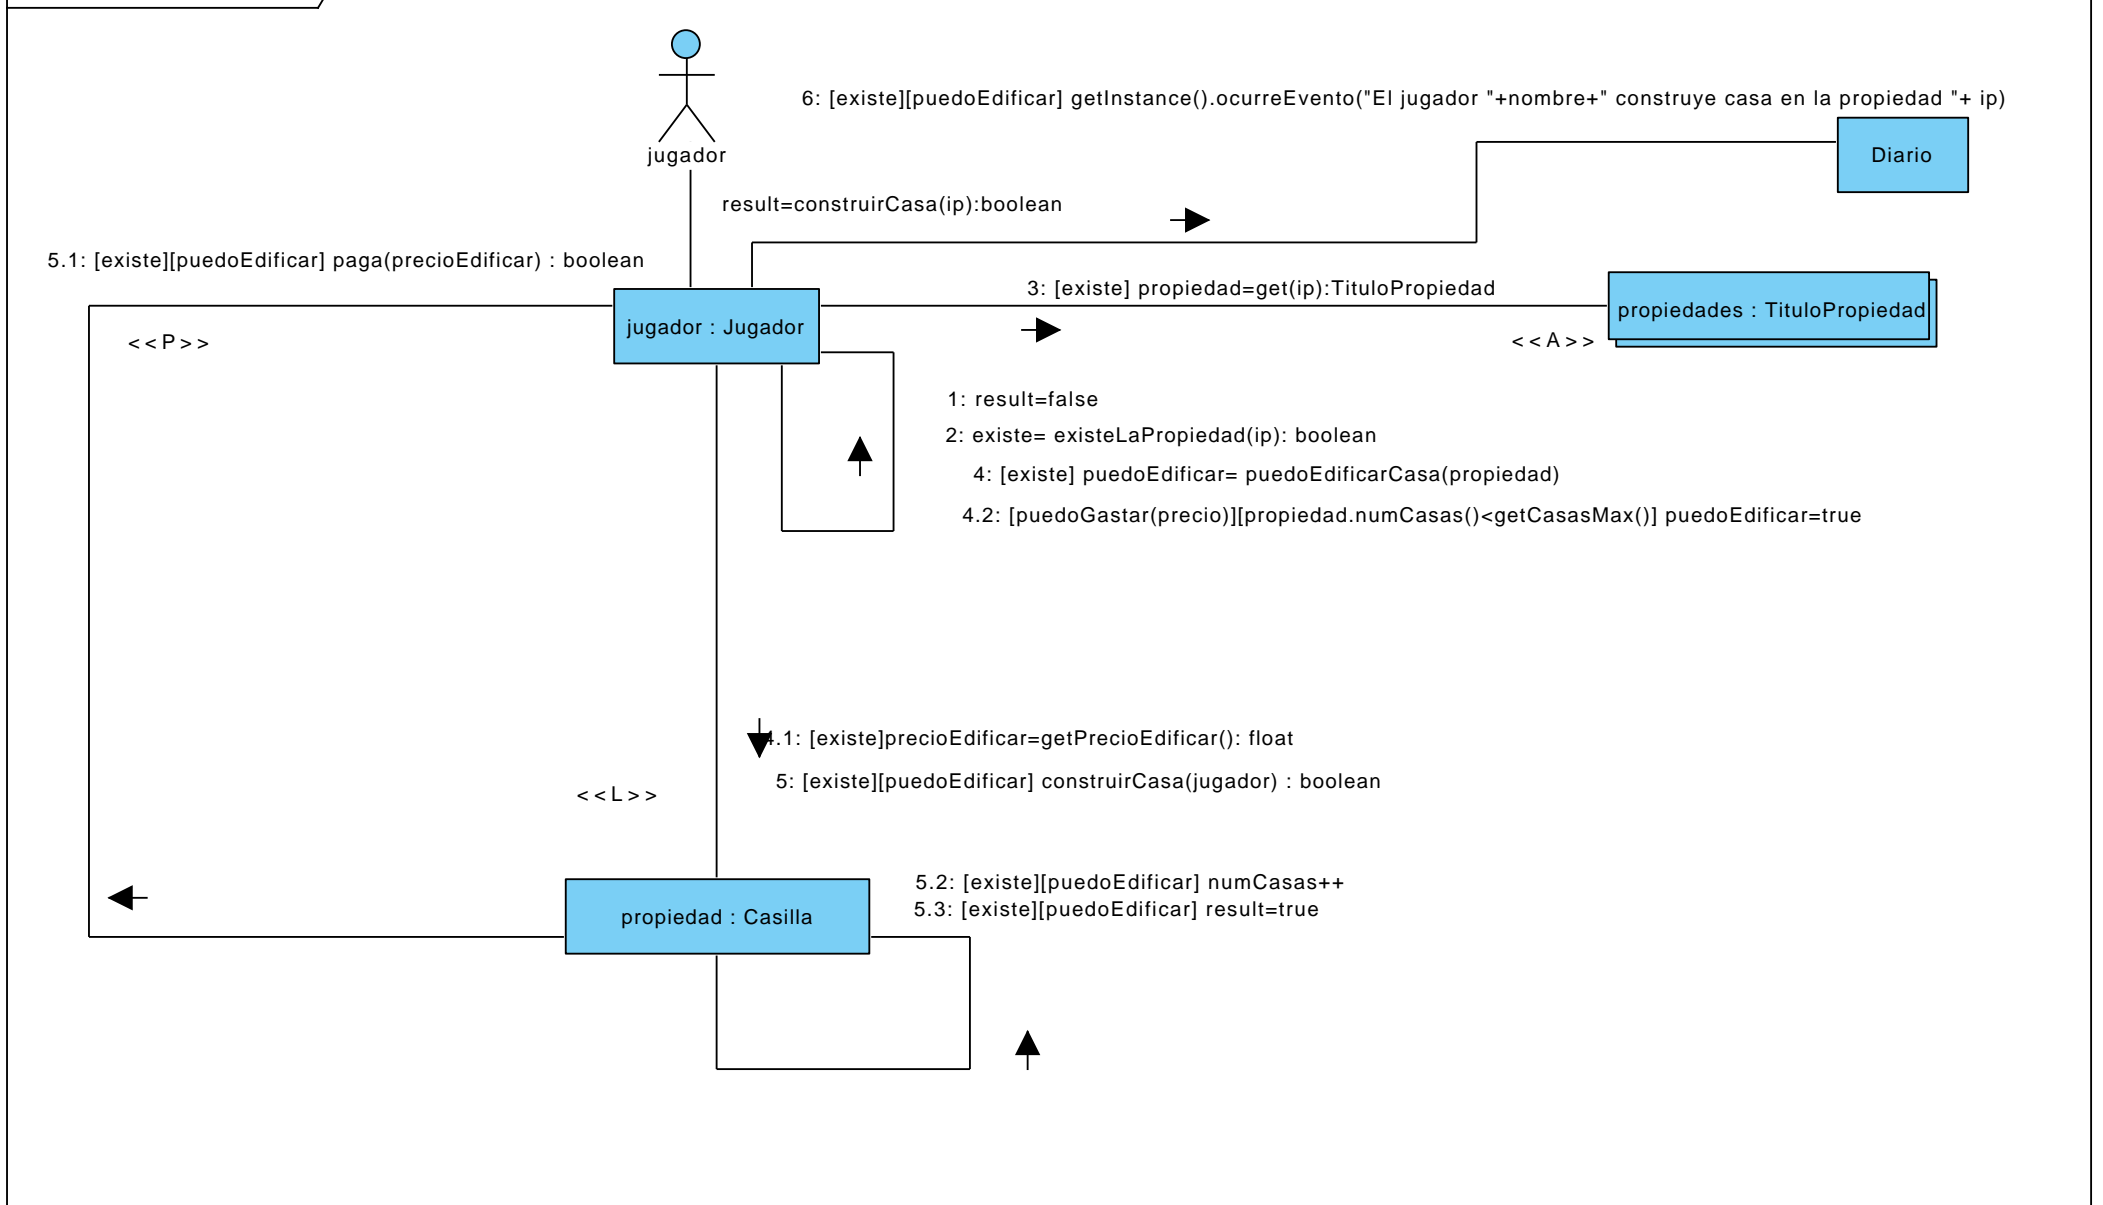 6: [existe][puedoEdificar] getInstance().ocurreEvento("El jugador "+nombre+" construye casa en la propiedad "+ ip)
jugador
Diario
result=construirCasa(ip):boolean
5.1: [existe][puedoEdificar] paga(precioEdificar) : boolean
3: [existe] propiedad=get(ip):TituloPropiedad
jugador : Jugador
propiedades : TituloPropiedad
<<P>>
<<A>>
1: result=false
2: existe= existeLaPropiedad(ip): boolean
4: [existe] puedoEdificar= puedoEdificarCasa(propiedad)
4.2: [puedoGastar(precio)][propiedad.numCasas()<getCasasMax()] puedoEdificar=true
4.1: [existe]precioEdificar=getPrecioEdificar(): float
5: [existe][puedoEdificar] construirCasa(jugador) : boolean
<<L>>
5.2: [existe][puedoEdificar] numCasas++
5.3: [existe][puedoEdificar] result=true
propiedad : Casilla